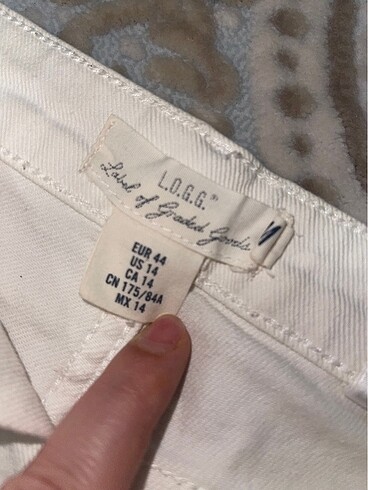 L.O.G.G.®
Label of Graded Goods
EUR 44
US 14
CA 14
CN 175/84A
MX 14